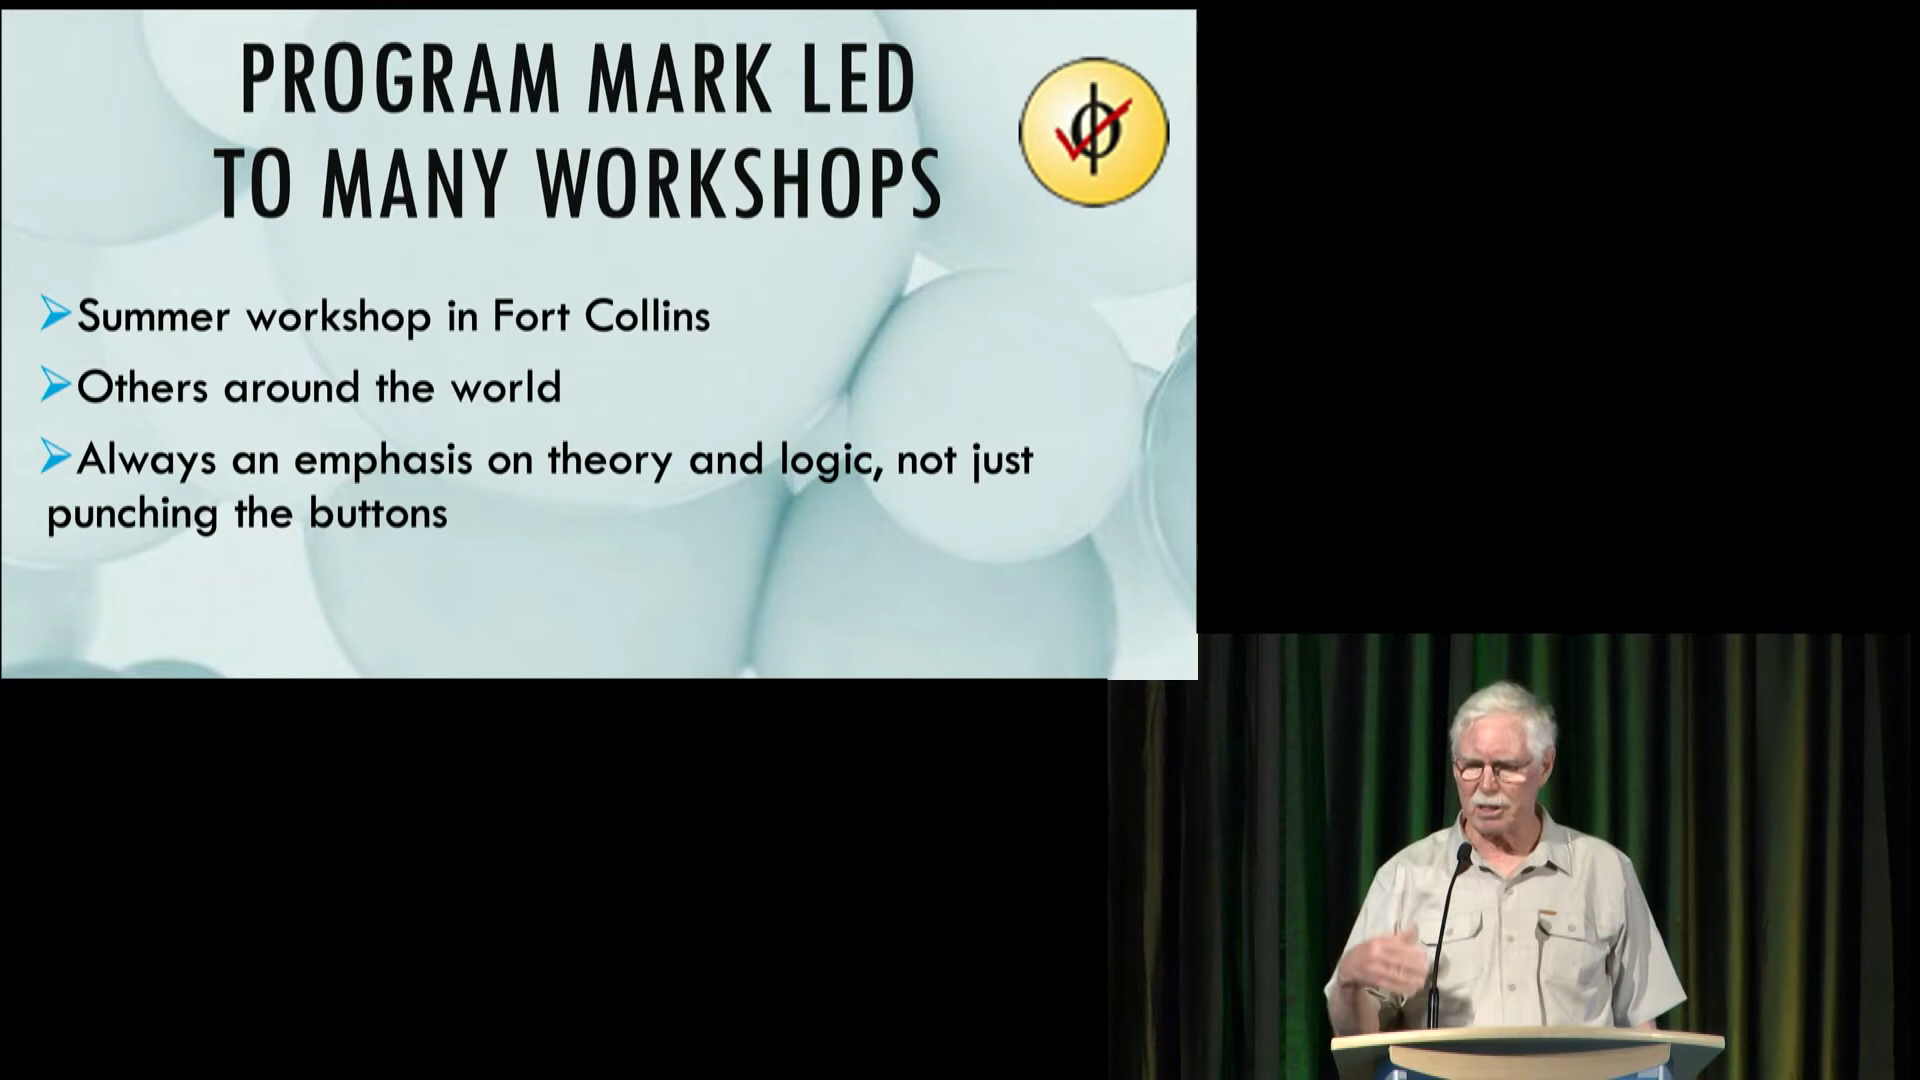 PROGRAM MARK LED
TO MANY WORKSHOPS
Summer workshop in Fort Collins
Others around the world
Always an emphasis on theory and logic, not just
punching the buttons